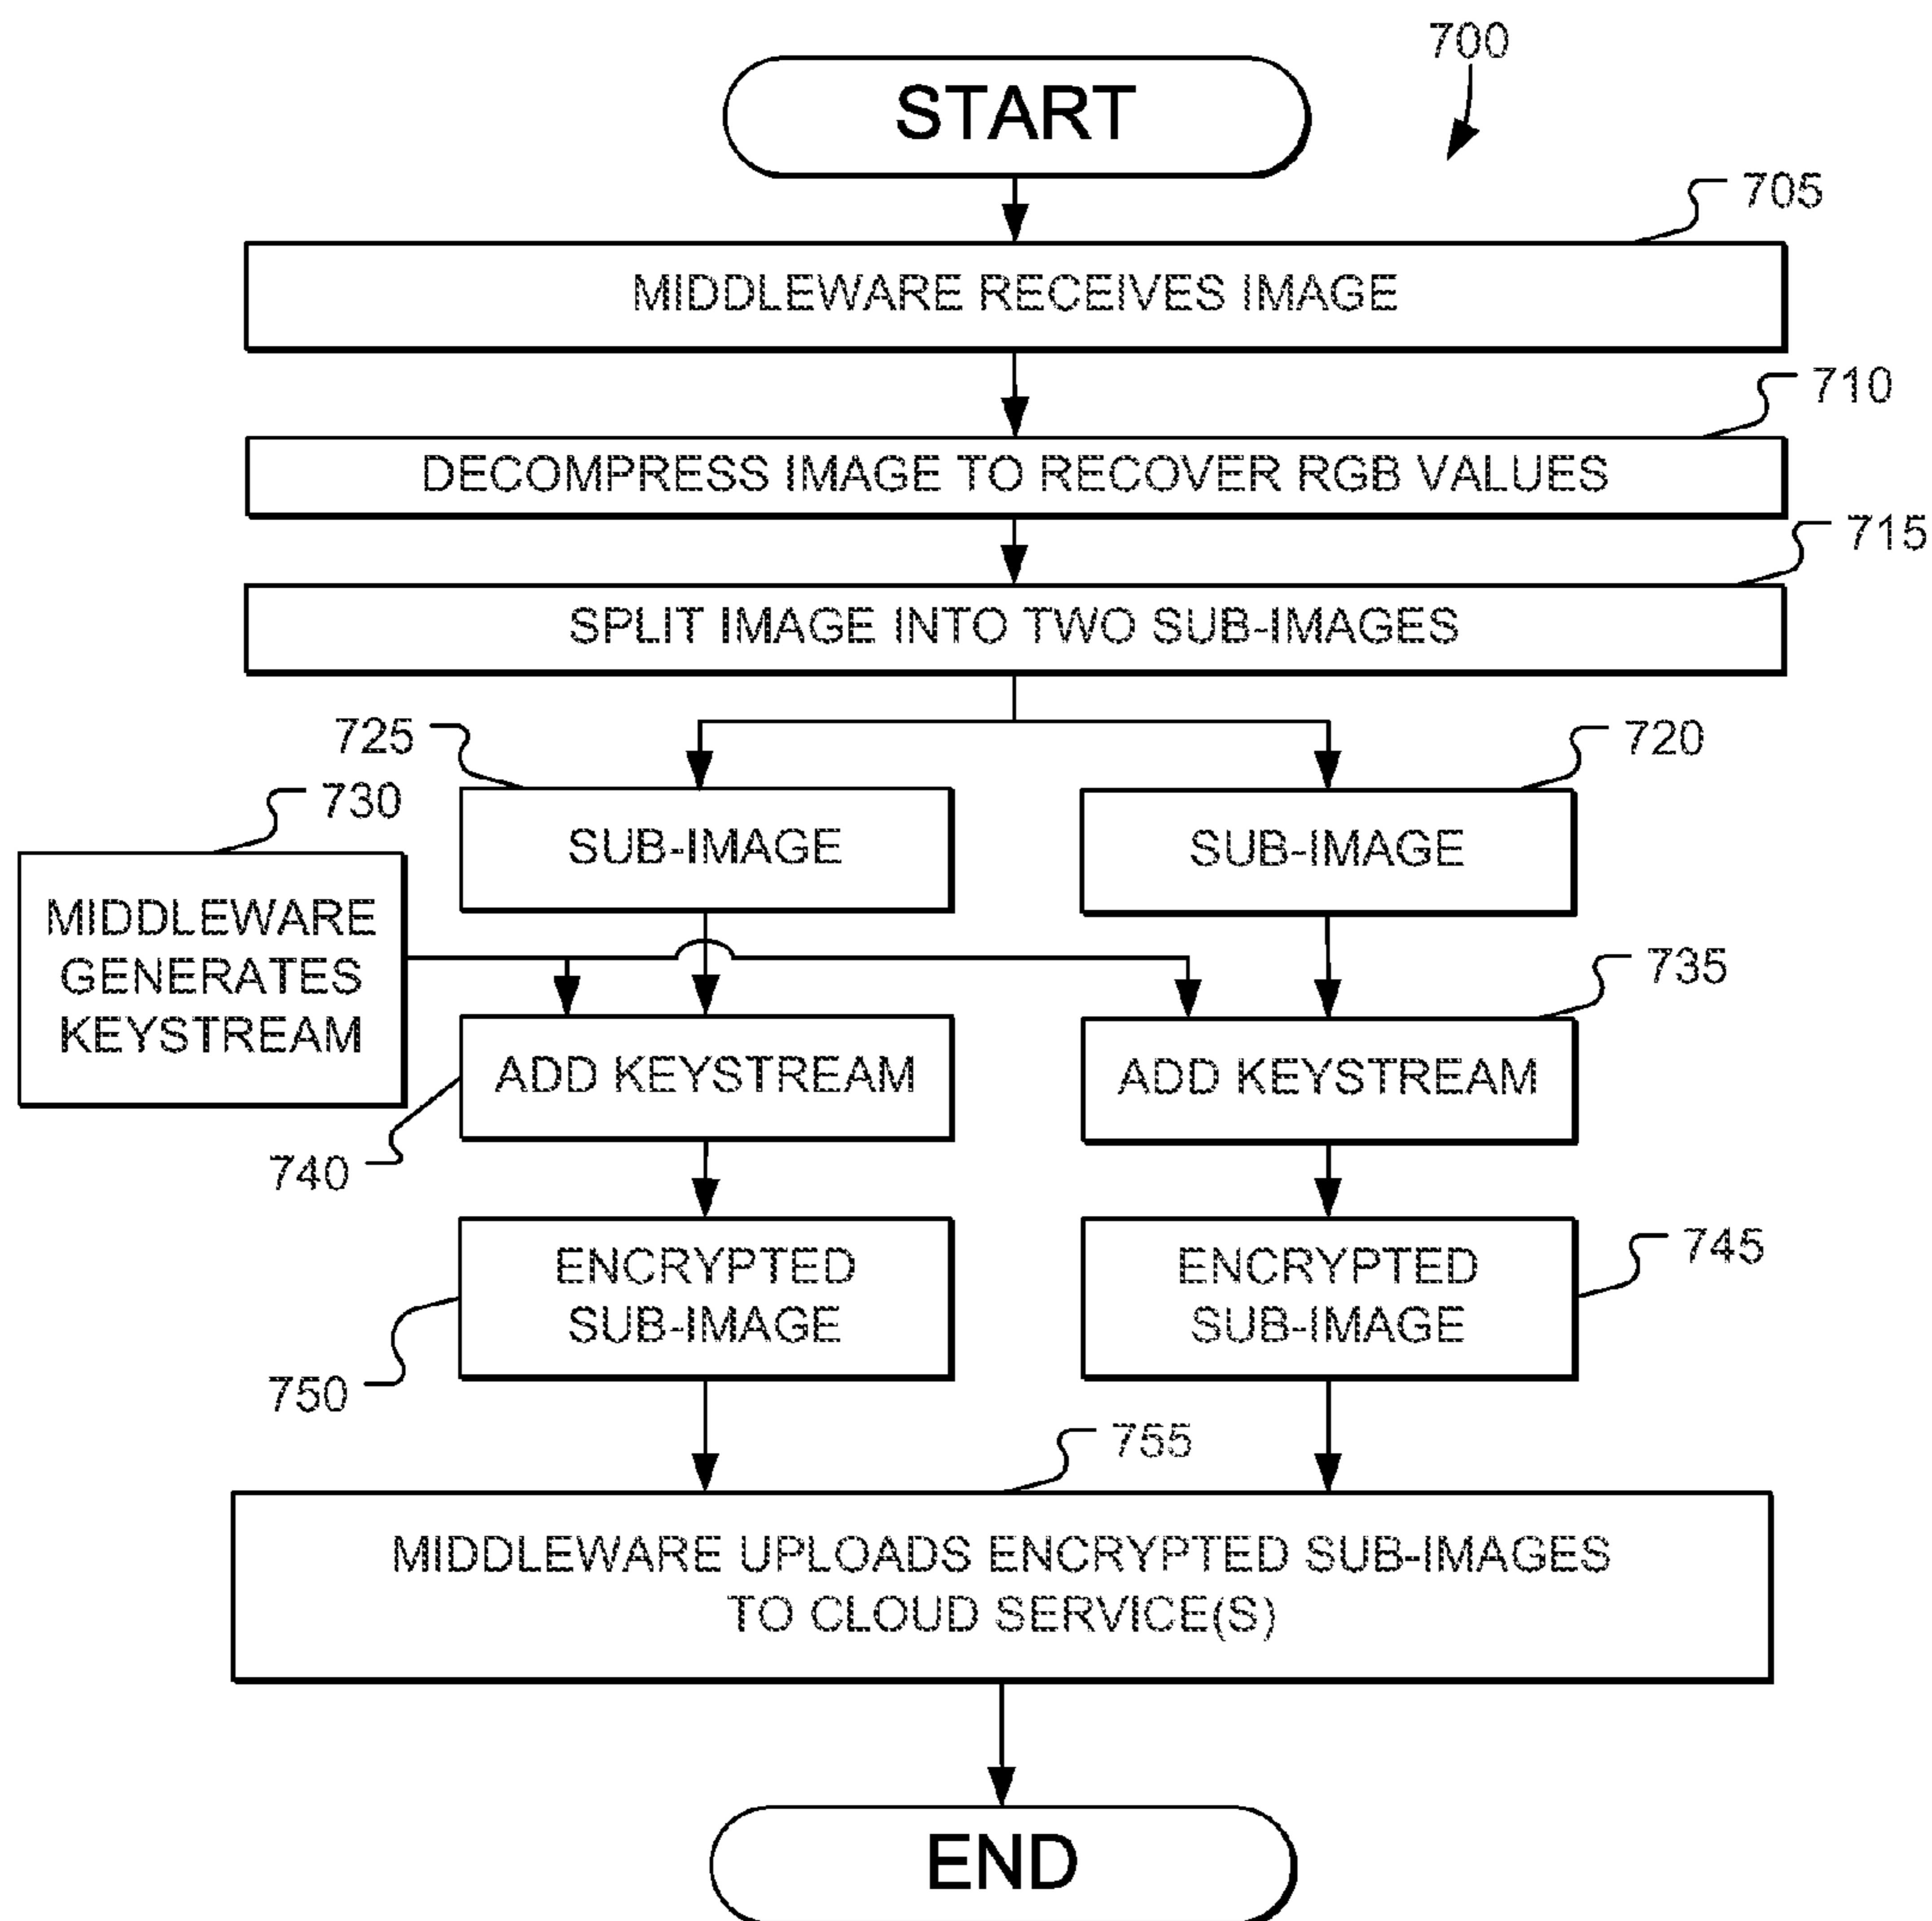 700
START
705
MIDDLEWARE RECEIVES IMAGE
710
DECOMPRESS IMAGE TO RECOVER RGB VALUES
715
SPLIT IMAGE INTO TWO SUB-IMAGES
725
720
730
SUB-IMAGE
SUB-IMAGE
MIDDLEWARE
GENERATES
KEYSTREAM
735
ADD KEYSTREAM
ADD KEYSTREAM
740
ENCRYPTED
SUB-IMAGE
ENCRYPTED
SUB-IMAGE
745
750
755
MIDDLEWARE UPLOADS ENCRYPTED SUB-IMAGES
TO CLOUD SERVICE(S)
END